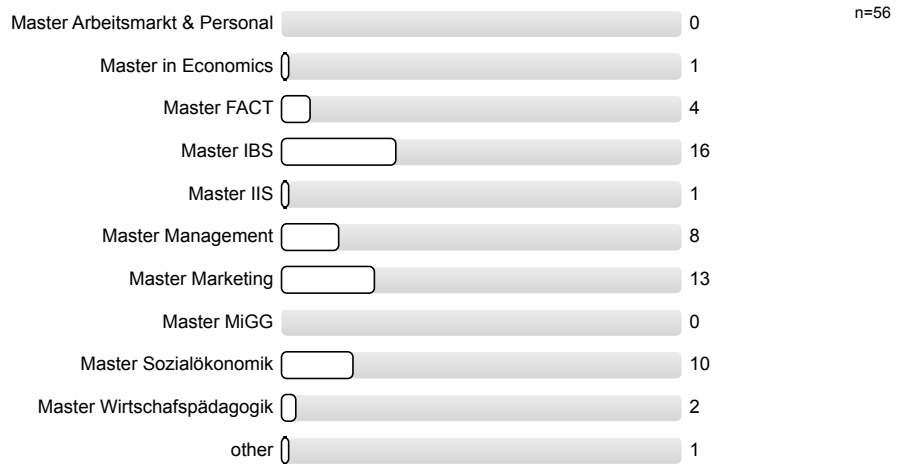 Master Arbeitsmarkt & Personal 0 n=56
Master in Economics 1
Master FACT 4
Master IBS 16
Master IIS 1
Master Management 8
Master Marketing 13
Master MiGG 0
Master Sozialökonomik 10
Master Wirtschafspädagogik 2
other 1